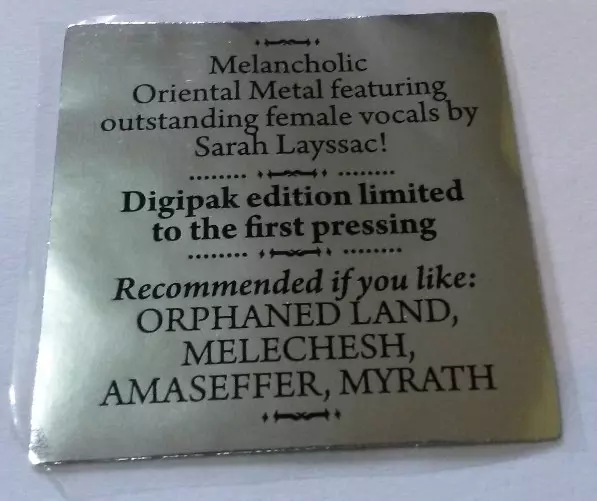 Melancholic
Oriental Metal featuring
outstanding female vocals by
Sarah Layssac!
Digipak edition limited
to the first pressing
Recommended if you like:
ORPHANED LAND,
MELECHESH,
AMASEFFER, MYRATH